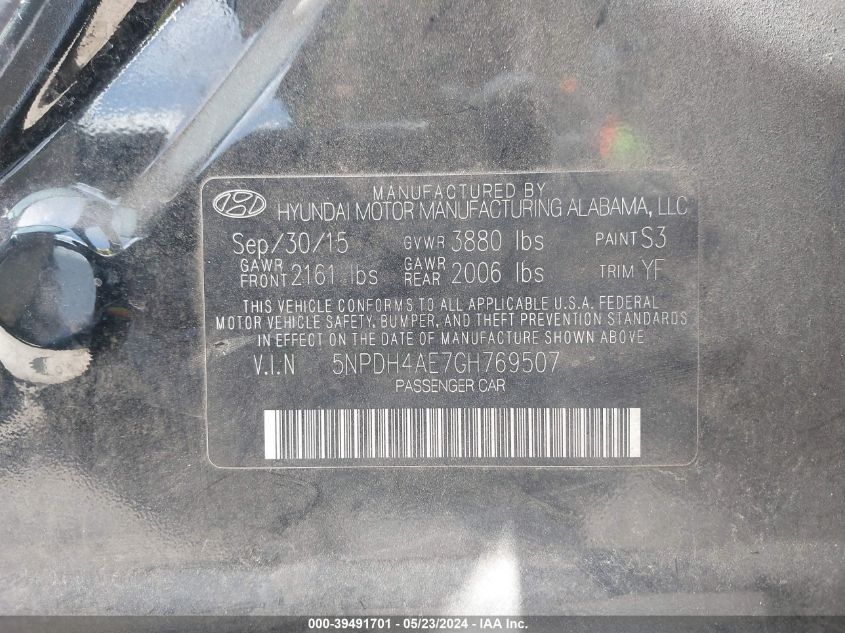 MANUFACTURED BY
HYUNDAI MOTOR MANUFACTURING ALABAMA, LLC
Sep/30/15 GVWR 3880 lbs PAINT S3
GAWR FRONT 2161 lbs GAWR REAR 2006 lbs TRIM YF
THIS VEHICLE CONFORMS TO ALL APPLICABLE U.S.A. FEDERAL
MOTOR VEHICLE SAFETY, BUMPER, AND THEFT PREVENTION STANDARDS
IN EFFECT ON THE DATE OF MANUFACTURE SHOWN ABOVE
V.I.N 5NPDH4AE7GH769507
PASSENGER CAR
000-39491701 - 05/23/2024 - IAA Inc.